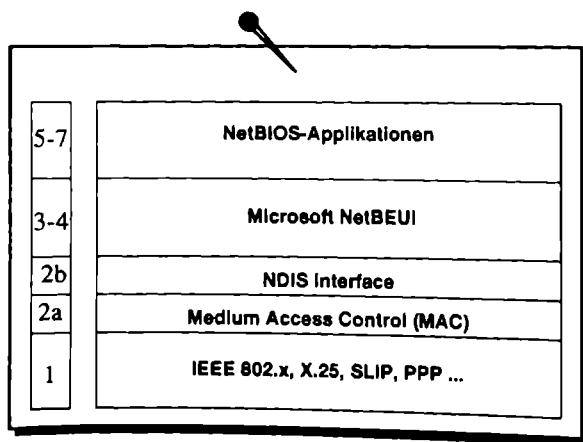 5-7 NetBIOS-Applikationen
3-4 Microsoft NetBEUI
2b NDIS Interface
2a Medium Access Control (MAC)
1 IEEE 802.x, X.25, SLIP, PPP ...